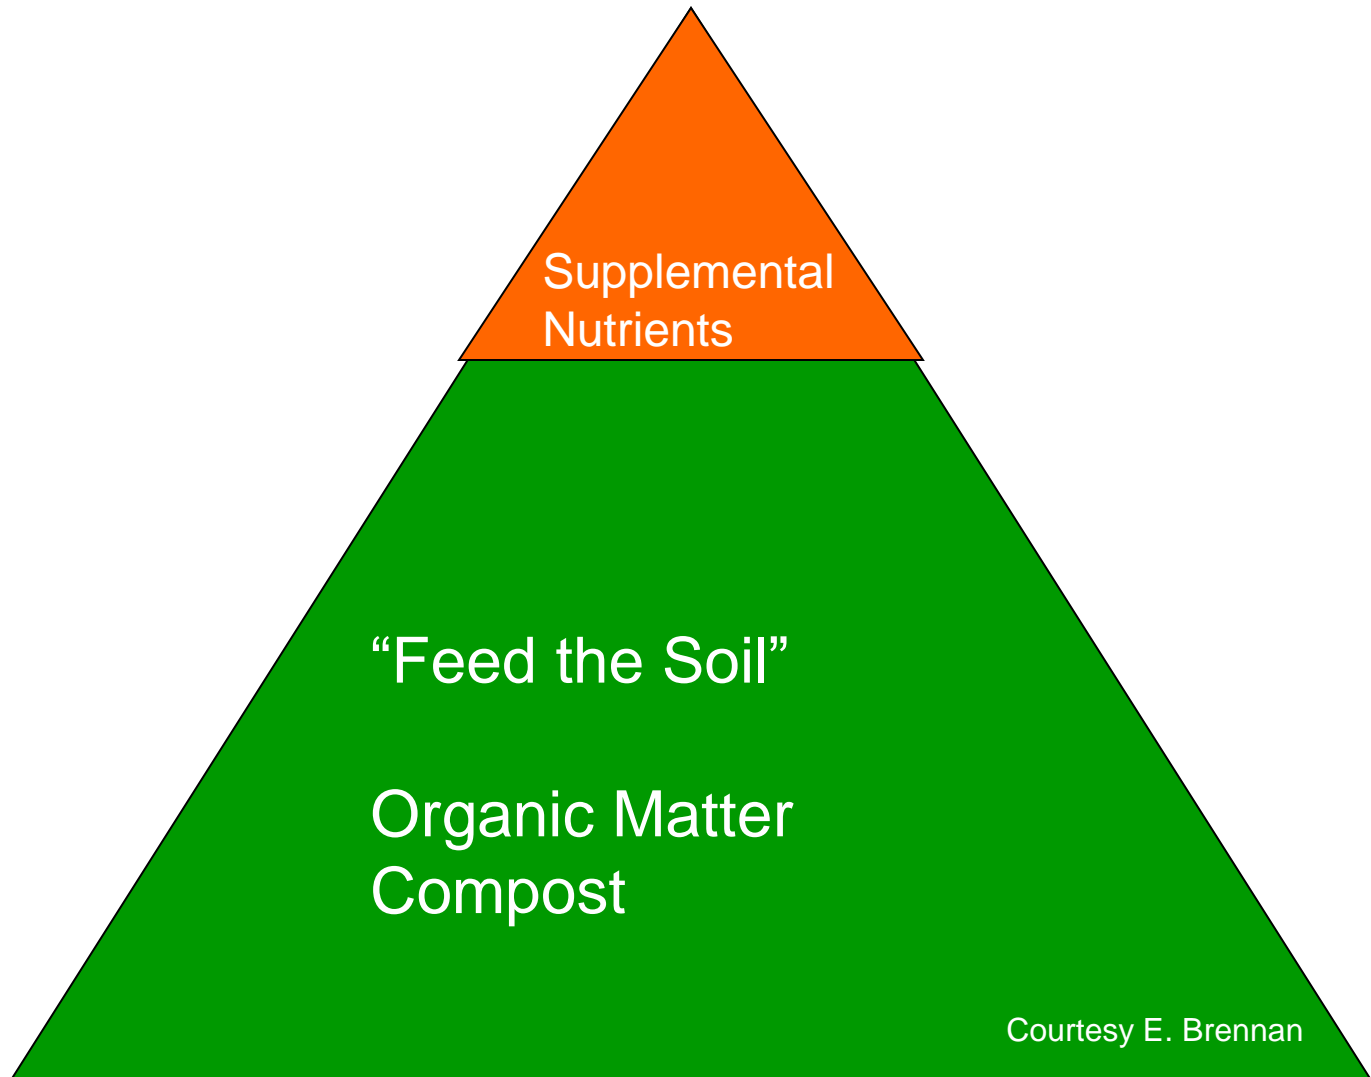 Supplemental
Nutrients
“Feed the Soil”
Organic Matter
Compost
Courtesy E. Brennan